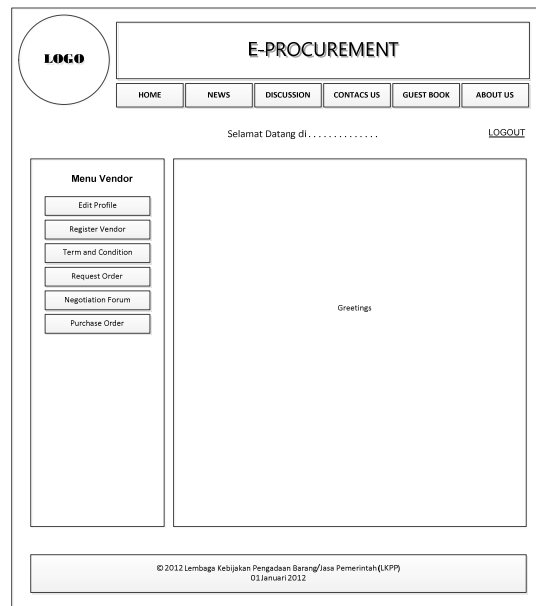 LOGO
E-PROCUREMENT
HOME NEWS DISCUSSION CONTACS US GUEST BOOK ABOUT US
Selamat Datang di . . . . . . . . . . . . . .
LOGOUT
Menu Vendor
Edit Profile
Register Vendor
Term and Condition
Request Order
Negotiation Forum
Purchase Order
Greetings
© 2012 Lembaga Kebijakan Pengadaan Barang/Jasa Pemerintah (LKPP)
01 Januari 2012